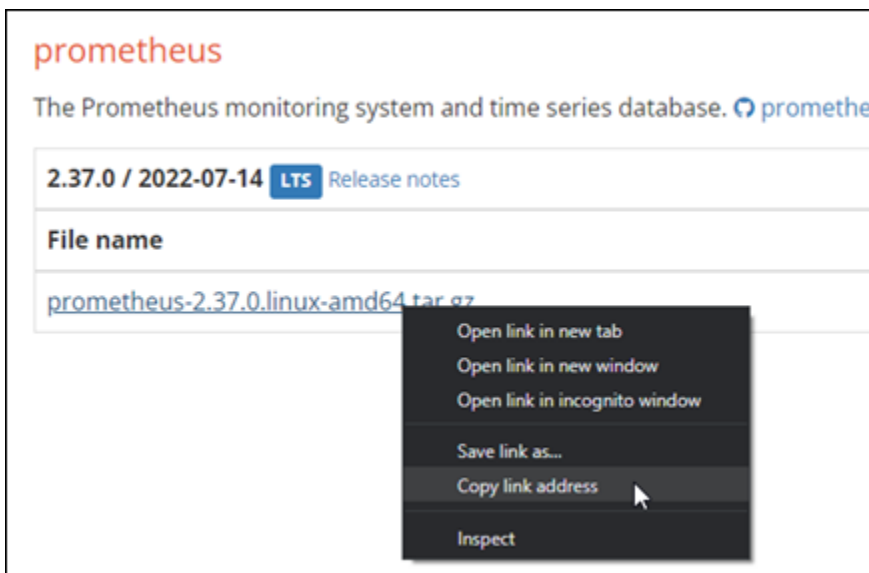 prometheus
The Prometheus monitoring system and time series database. promethe
2.37.0 / 2022-07-14 LTS Release notes
File name
prometheus-2.37.0.linux-amd64.tar.gz
Open link in new tab
Open link in new window
Open link in incognito window
Save link as...
Copy link address
Inspect